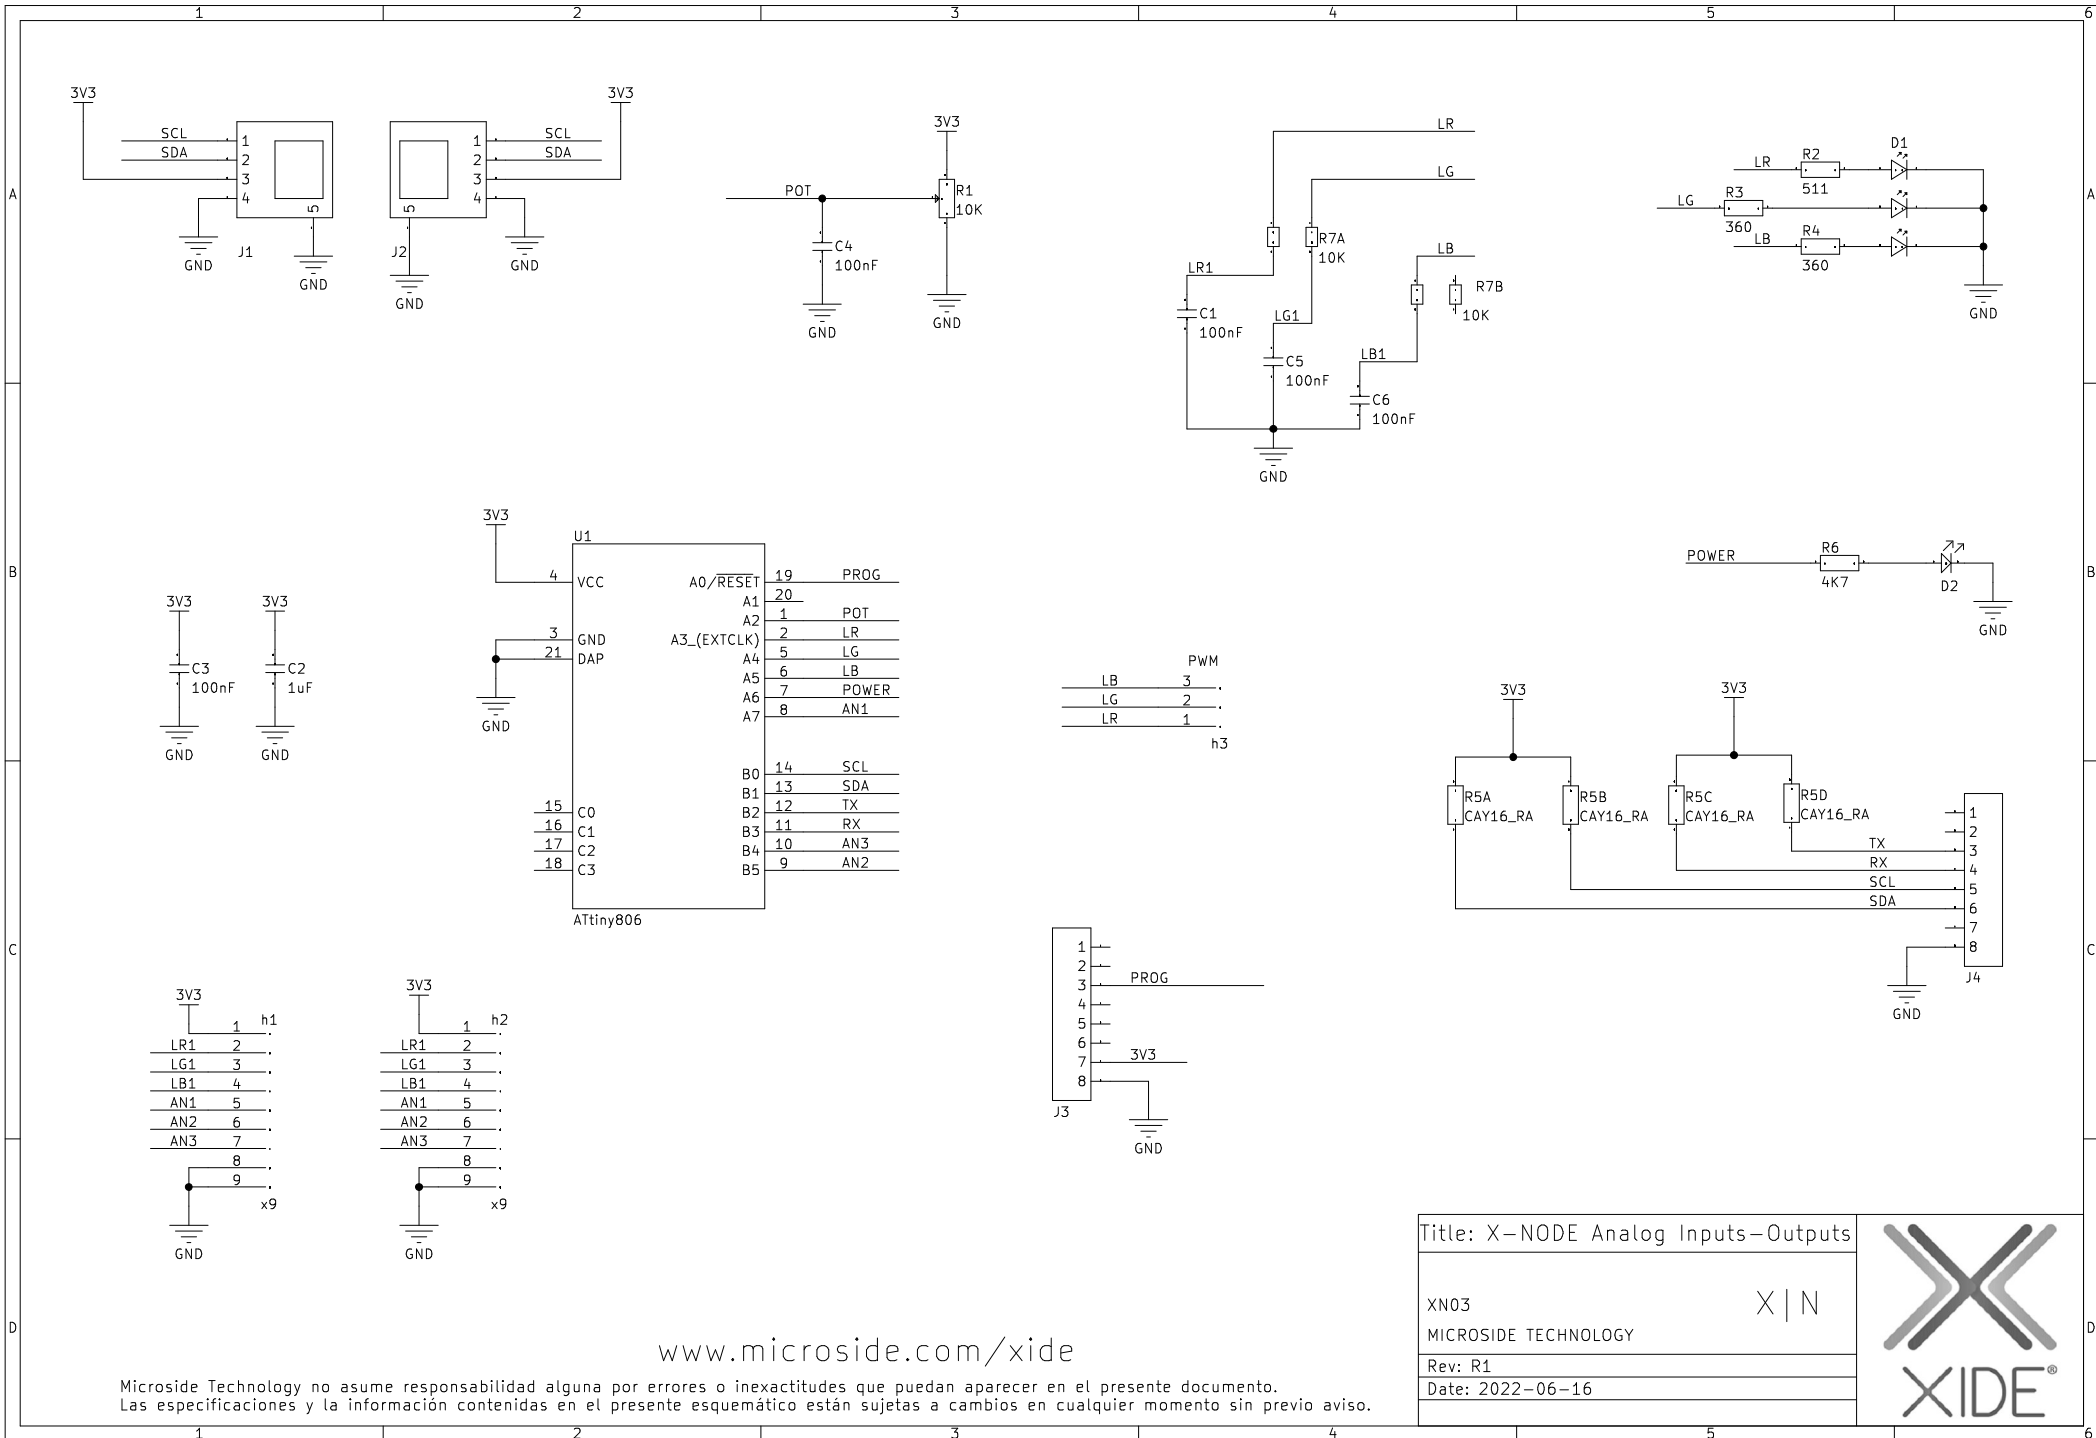 1 2 3 4 5 6
A
3V3
SCL 1
SDA 2
3
4
5
GND
J1
GND
3V3
1 SCL
2 SDA
3
4
5
J2
GND
GND
3V3
POT
R1
10K
C4
100nF
GND
GND
LR
LG
R7A
10K
LB
LR1
R7B
10K
C1
100nF
LG1
C5
100nF
LB1
C6
100nF
GND
D1
LR R2
511
LG R3
360
LB R4
360
GND
A
B
3V3
C3
100nF
GND
3V3
C2
1uF
GND
3V3
U1
4 VCC
3 GND
21 DAP
GND
15 C0
16 C1
17 C2
18 C3
A0/RESET 19 PROG
A1 20
A2 1 POT
A3_(EXTCLK) 2 LR
A4 5 LG
A5 6 LB
A6 7 POWER
A7 8 AN1
B0 14 SCL
B1 13 SDA
B2 12 TX
B3 11 RX
B4 10 AN3
B5 9 AN2
ATtiny806
PWM
LB 3
LG 2
LR 1
h3
POWER R6
4K7
D2
GND
B
3V3
3V3
R5A
CAY16_RA
R5B
CAY16_RA
R5C
CAY16_RA
R5D
CAY16_RA
1
2
TX 3
RX 4
SCL 5
SDA 6
7
8
J4
GND
C
3V3
h1
1
LR1 2
LG1 3
LB1 4
AN1 5
AN2 6
AN3 7
8
9
x9
GND
3V3
h2
1
LR1 2
LG1 3
LB1 4
AN1 5
AN2 6
AN3 7
8
9
x9
GND
1
2
3 PROG
4
5
6
7 3V3
8
J3
GND
C
D
www.microside.com/xide
Microside Technology no asume responsabilidad alguna por errores o inexactitudes que puedan aparecer en el presente documento.
Las especificaciones y la información contenidas en el presente esquemático están sujetas a cambios en cualquier momento sin previo aviso.
Title: X-NODE Analog Inputs-Outputs
XN03
X|N
MICROSIDE TECHNOLOGY
Rev: R1
Date: 2022-06-16
XIDE®
D
1 2 3 4 5 6